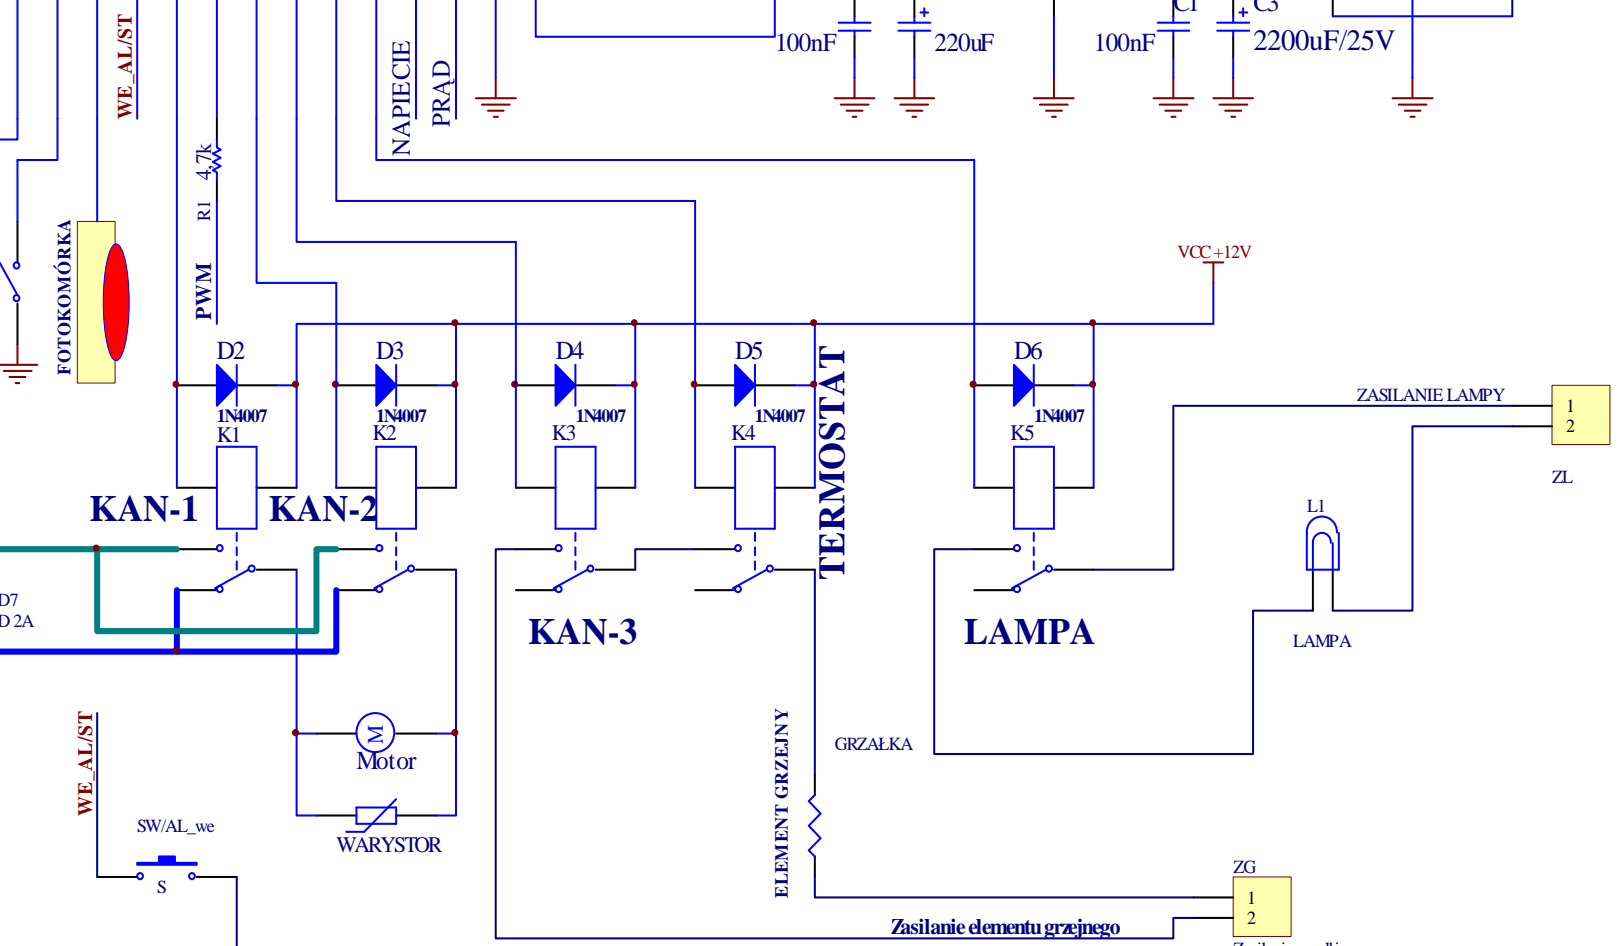 C1
C3
+
+
100nF
220uF
100nF
2200uF/25V
WE_AL/ST
NAPIECIE
PRĄD
4,7k
R1
PWM
FOTOKOMÓRKA
VCC +12V
D2
D3
D4
D5
D6
1N4007
1N4007
1N4007
1N4007
1N4007
K1
K2
K3
K4
K5
TERMOSTAT
ZASILANIE LAMPY
1
2
ZL
KAN-1
KAN-2
L1
D7
D 2A
KAN-3
LAMPA
LAMPA
WE_AL/ST
M
Motor
ELEMENT GRZEJNY
GRZAŁKA
SW/AL_we
WARYSTOR
S
ZG
1
2
Zasilanie elementu grzejnego